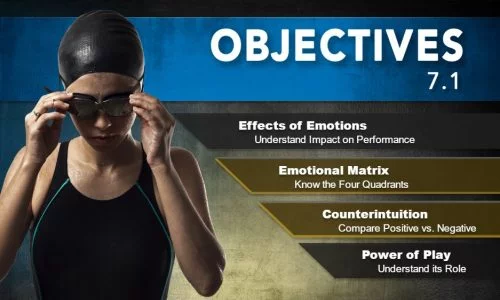 OBJECTIVES
7.1
Effects of Emotions
Understand Impact on Performance
Emotional Matrix
Know the Four Quadrants
Counterintuition
Compare Positive vs. Negative
Power of Play
Understand its Role